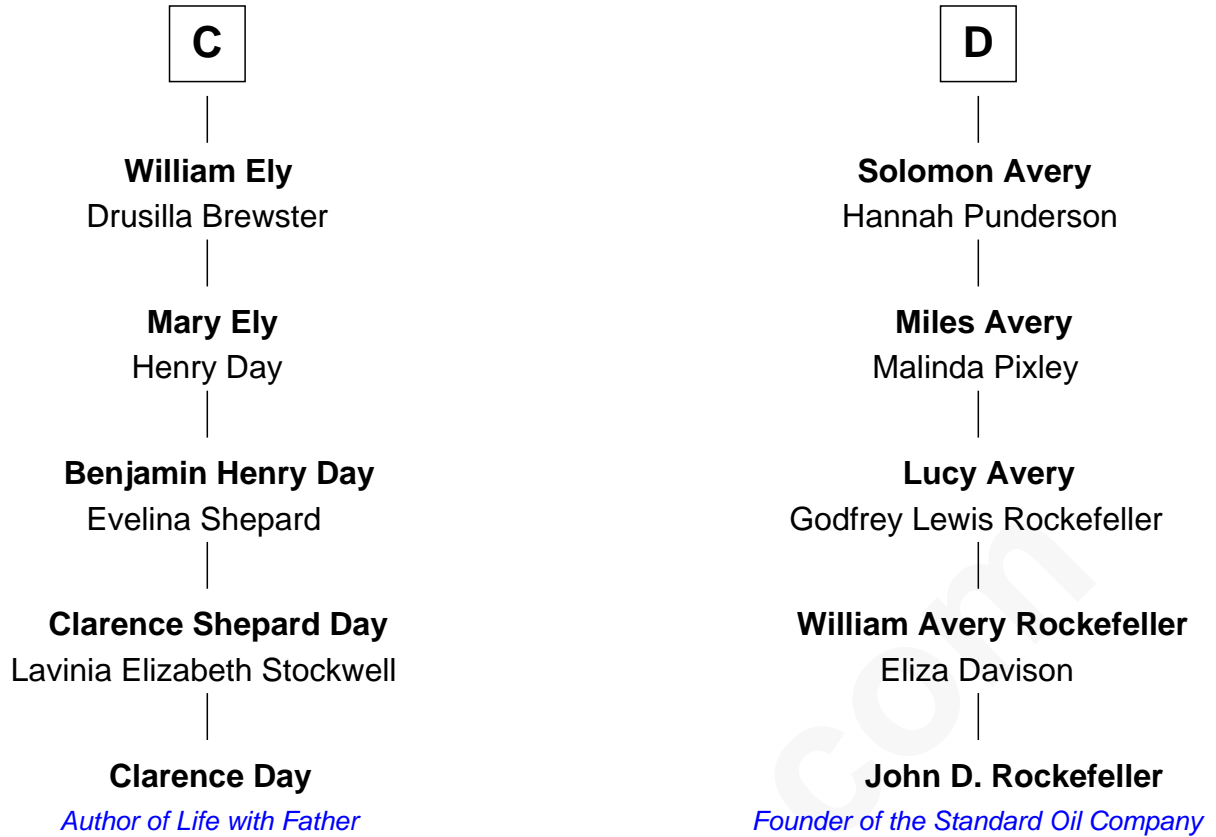 C
William Ely
Drusilla Brewster
Mary Ely
Henry Day
Benjamin Henry Day
Evelina Shepard
Clarence Shepard Day
Lavinia Elizabeth Stockwell
Clarence Day
Author of Life with Father
D
Solomon Avery
Hannah Punderson
Miles Avery
Malinda Pixley
Lucy Avery
Godfrey Lewis Rockefeller
William Avery Rockefeller
Eliza Davison
John D. Rockefeller
Founder of the Standard Oil Company
com